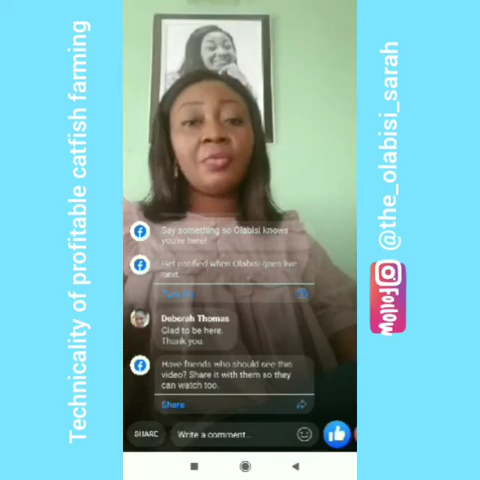 Technicality of profitable catfish farming
Say something so Olabisi knows
you're here!
Get notified when Olabisi goes live
next.
Deborah Thomas
Glad to be here.
Thank you.
Have friends who should see this
video? Share it with them so they
can watch too.
Share
SHARE
Write a comment...
@the_olabisi_sarah
Follow